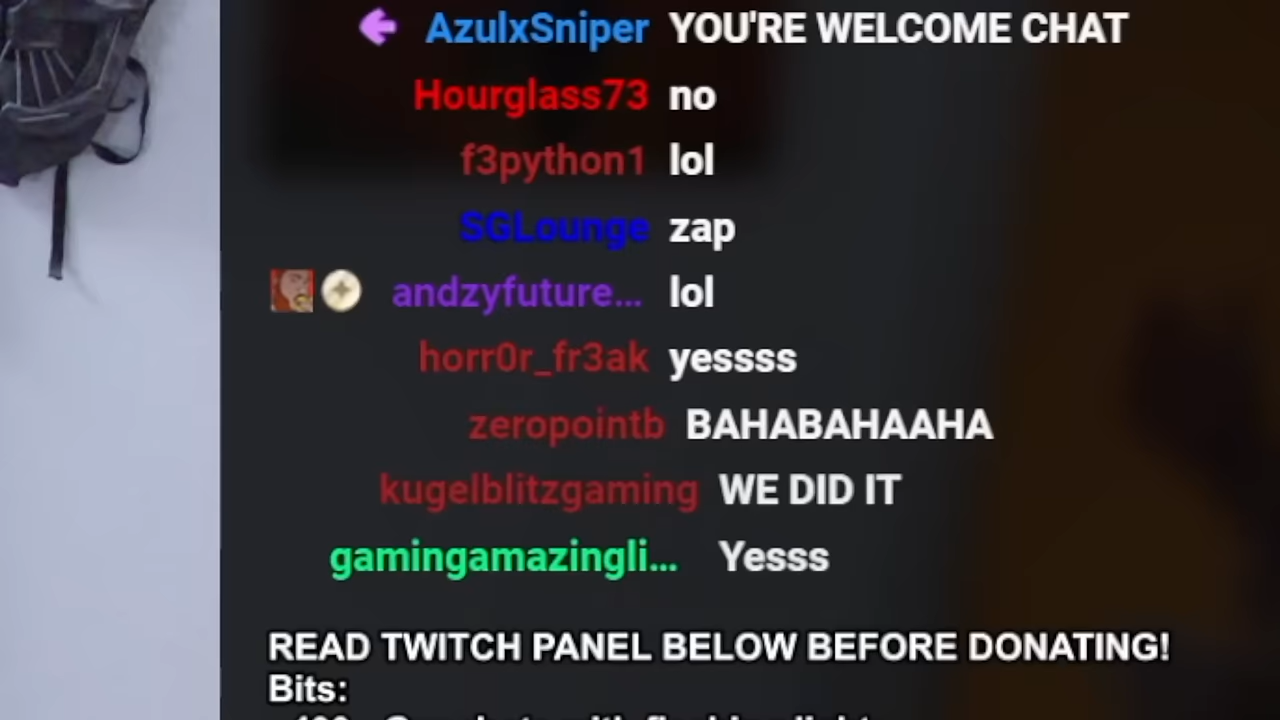 AzulxSniper YOU'RE WELCOME CHAT
Hourglass73 no
f3python1 lol
SGLounge zap
andzyfuture... lol
horr0r_fr3ak yessss
zeropointb BAHABAHAAHA
kugelblitzgaming WE DID IT
gamingamazingli... Yesss
READ TWITCH PANEL BELOW BEFORE DONATING!
Bits: